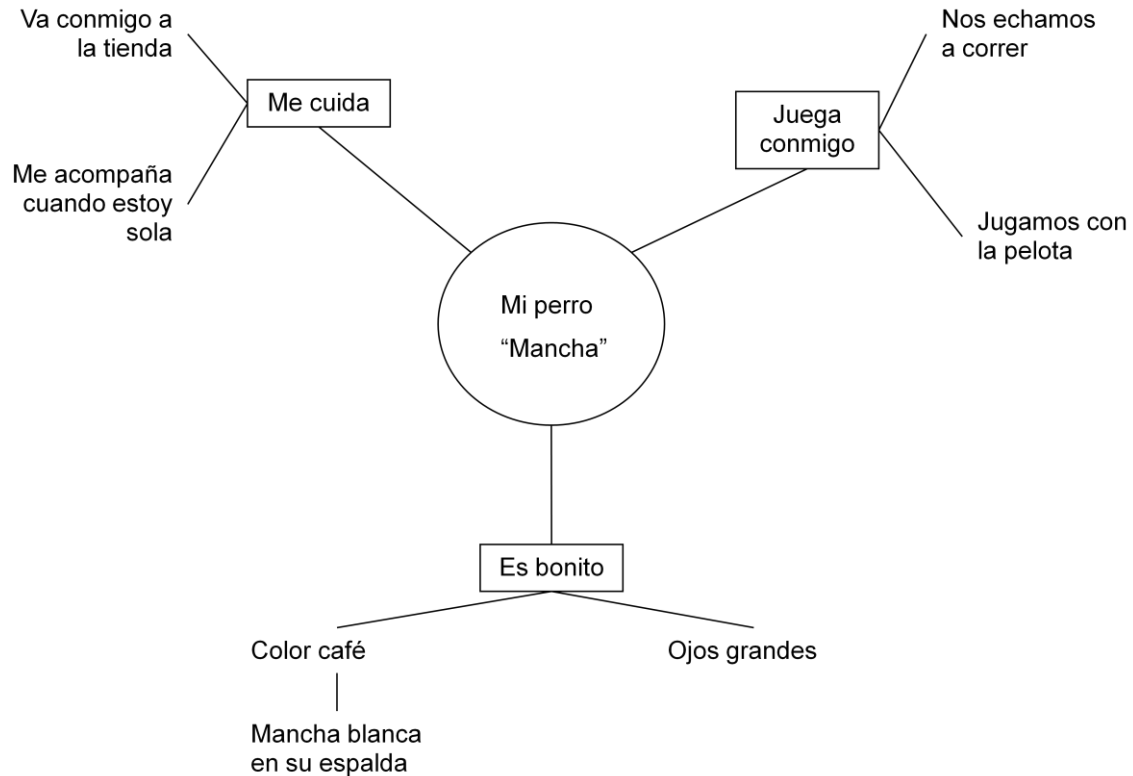 Va conmigo a
la tienda
Me cuida
Me acompaña
cuando estoy
sola
Nos echamos
a correr
Juega
conmigo
Jugamos con
la pelota
Mi perro
“Mancha”
Es bonito
Color café
Mancha blanca
en su espalda
Ojos grandes